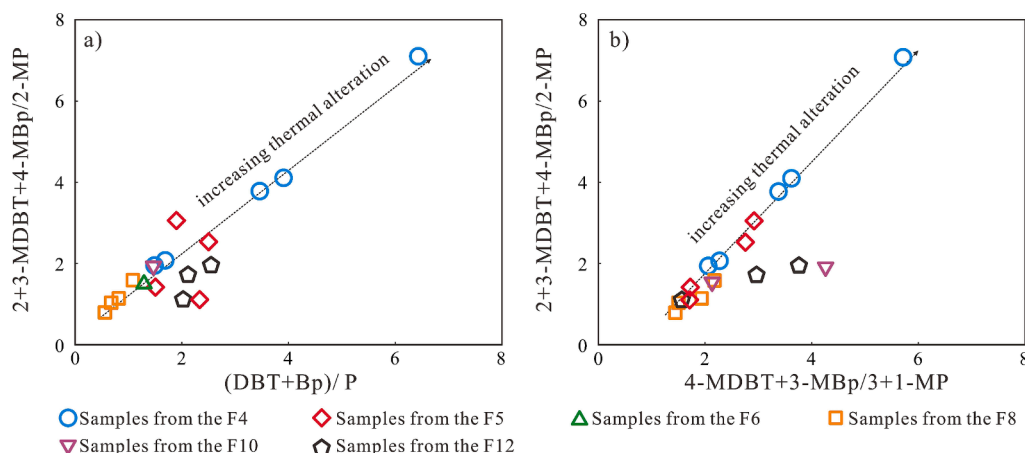 a)
increasing thermal alteration
2+3-MDBT+4-MBp/2-MP
8
6
4
2
0
0 2 4 6 8
(DBT+Bp)/ P
b)
increasing thermal alteration
2+3-MDBT+4-MBp/2-MP
8
6
4
2
0
0 2 4 6 8
4-MDBT+3-MBp/3+1-MP
Samples from the F4
Samples from the F5
Samples from the F6
Samples from the F8
Samples from the F10
Samples from the F12